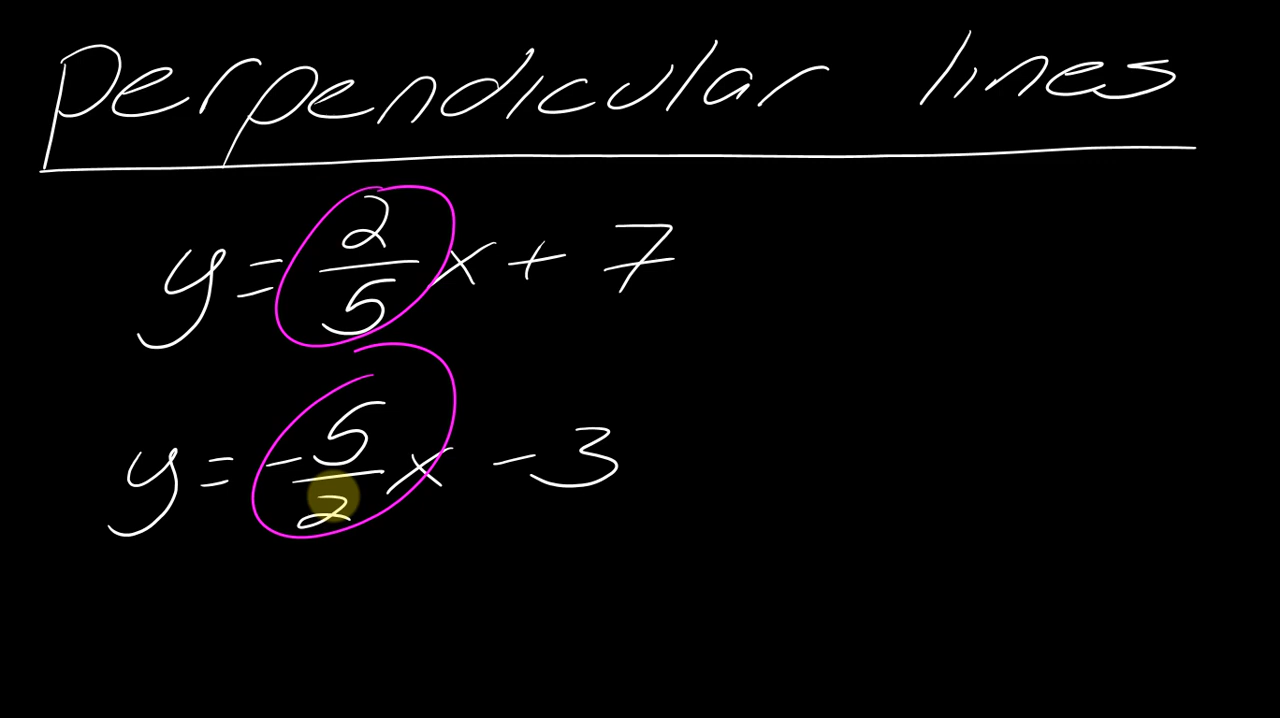 perpendicular lines
y = 2/5 x + 7
y = -5/2 x - 3